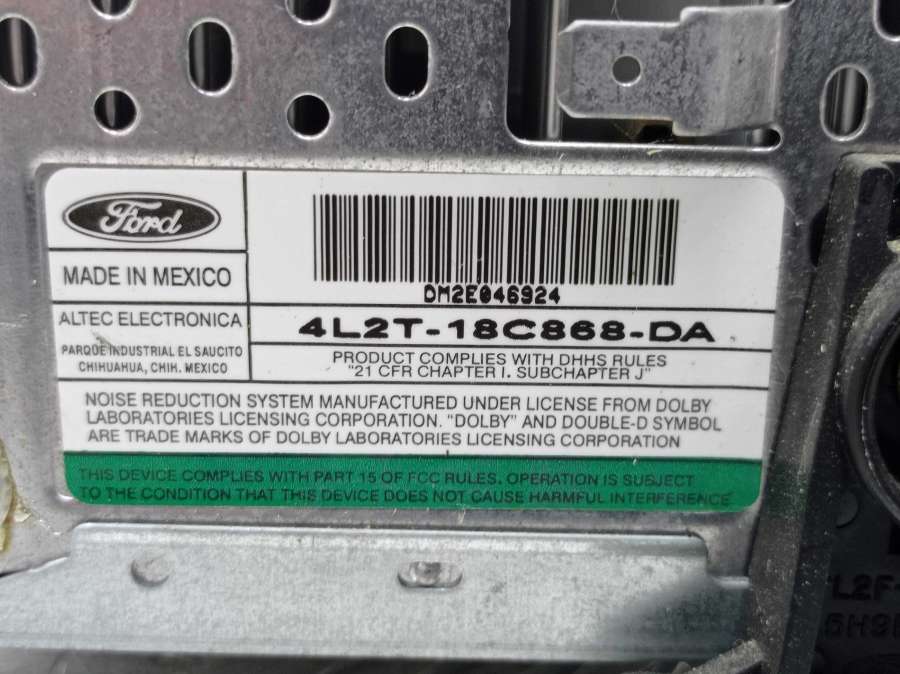 Ford
MADE IN MEXICO
ALTEC ELECTRONICA
PARQUE INDUSTRIAL EL SAUCITO
CHIHUAHUA, CHIH. MEXICO
DM2E046924
4L2T-18C868-DA
PRODUCT COMPLIES WITH DHHS RULES
"21 CFR CHAPTER I. SUBCHAPTER J"
NOISE REDUCTION SYSTEM MANUFACTURED UNDER LICENSE FROM DOLBY
LABORATORIES LICENSING CORPORATION. "DOLBY" AND DOUBLE-D SYMBOL
ARE TRADE MARKS OF DOLBY LABORATORIES LICENSING CORPORATION
THIS DEVICE COMPLIES WITH PART 15 OF FCC RULES. OPERATION IS SUBJECT
TO THE CONDITION THAT THIS DEVICE DOES NOT CAUSE HARMFUL INTERFERENCE